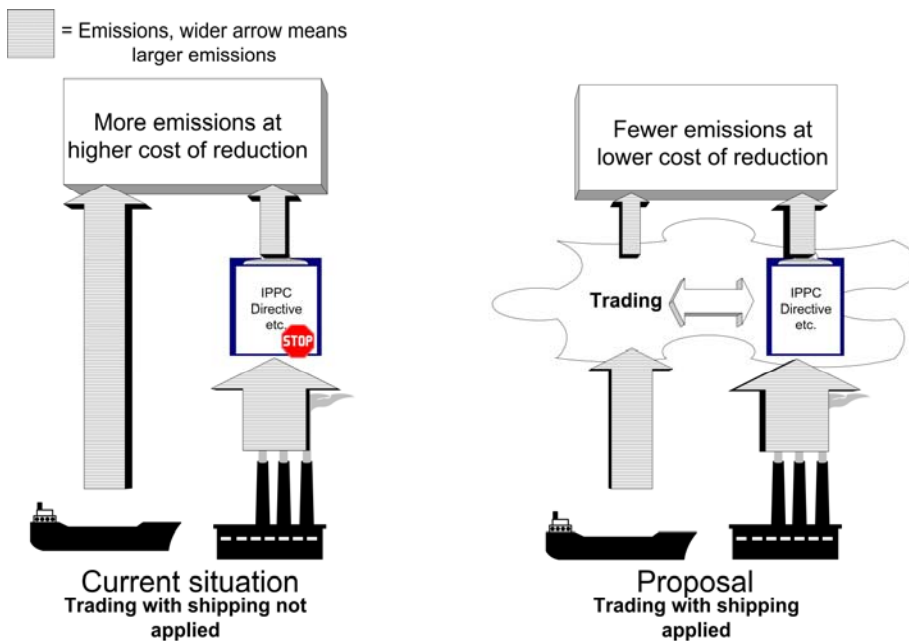 = Emissions, wider arrow means
larger emissions
More emissions at
higher cost of reduction
IPPC
Directive
etc.
STOP
Current situation
Trading with shipping not
applied
Fewer emissions at
lower cost of reduction
Trading
IPPC
Directive
etc.
Proposal
Trading with shipping
applied